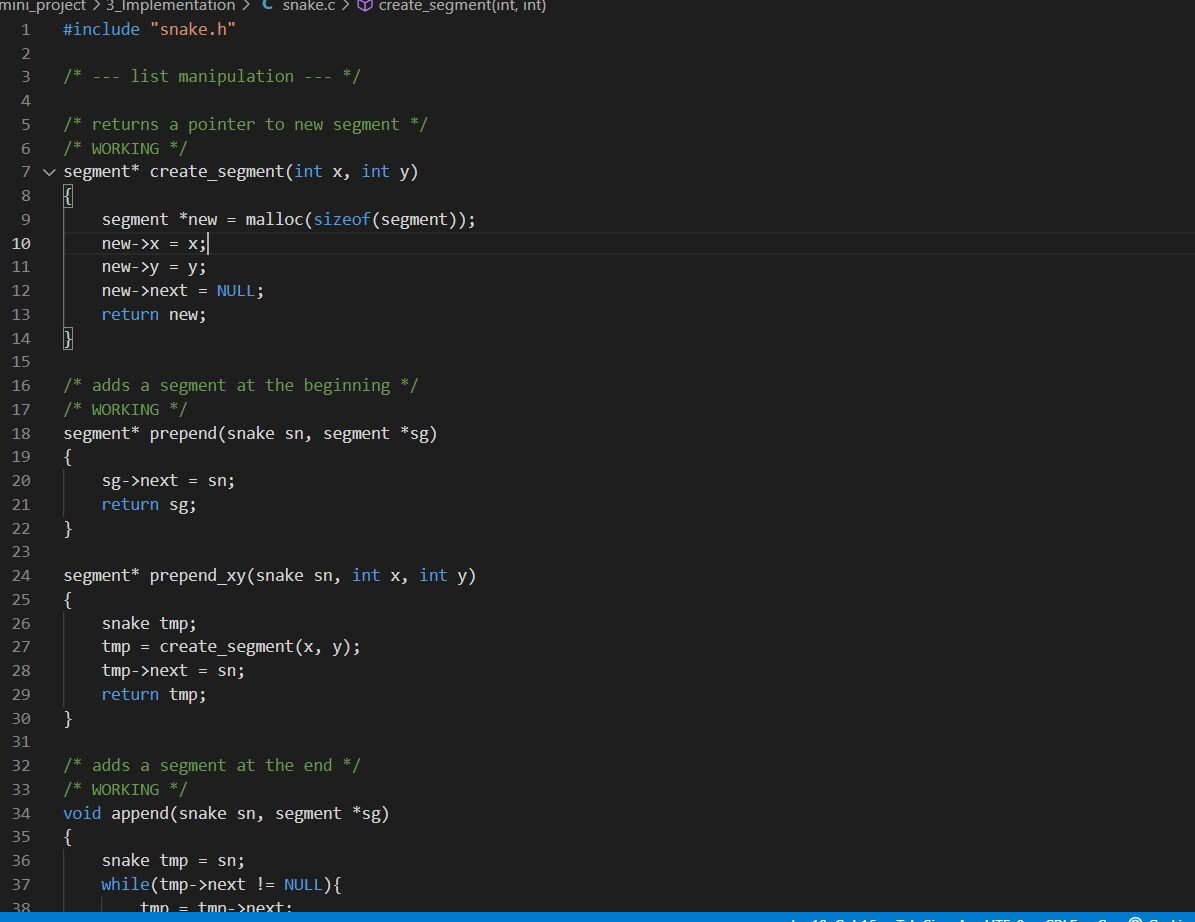 mini_project > 3_Implementation > C snake.c > create_segment(int, int)
1 #include "snake.h"
2
3 /* --- list manipulation --- */
4
5 /* returns a pointer to new segment */
6 /* WORKING */
7 segment* create_segment(int x, int y)
8 {
9     segment *new = malloc(sizeof(segment));
10     new->x = x;
11     new->y = y;
12     new->next = NULL;
13     return new;
14 }
15
16 /* adds a segment at the beginning */
17 /* WORKING */
18 segment* prepend(snake sn, segment *sg)
19 {
20     sg->next = sn;
21     return sg;
22 }
23
24 segment* prepend_xy(snake sn, int x, int y)
25 {
26     snake tmp;
27     tmp = create_segment(x, y);
28     tmp->next = sn;
29     return tmp;
30 }
31
32 /* adds a segment at the end */
33 /* WORKING */
34 void append(snake sn, segment *sg)
35 {
36     snake tmp = sn;
37     while(tmp->next != NULL){
38         tmp = tmp->next;